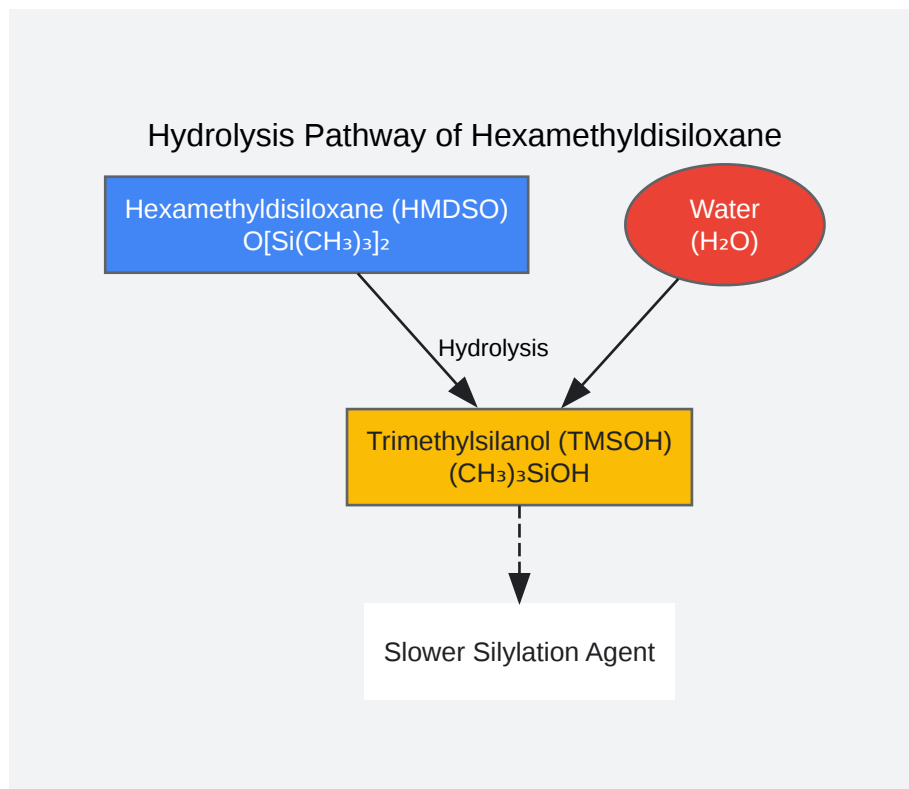 Hydrolysis Pathway of Hexamethyldisiloxane
Hexamethyldisiloxane (HMDSO)
O[Si(CH₃)₃]₂
Water
(H₂O)
Hydrolysis
Trimethylsilanol (TMSOH)
(CH₃)₃SiOH
Slower Silylation Agent